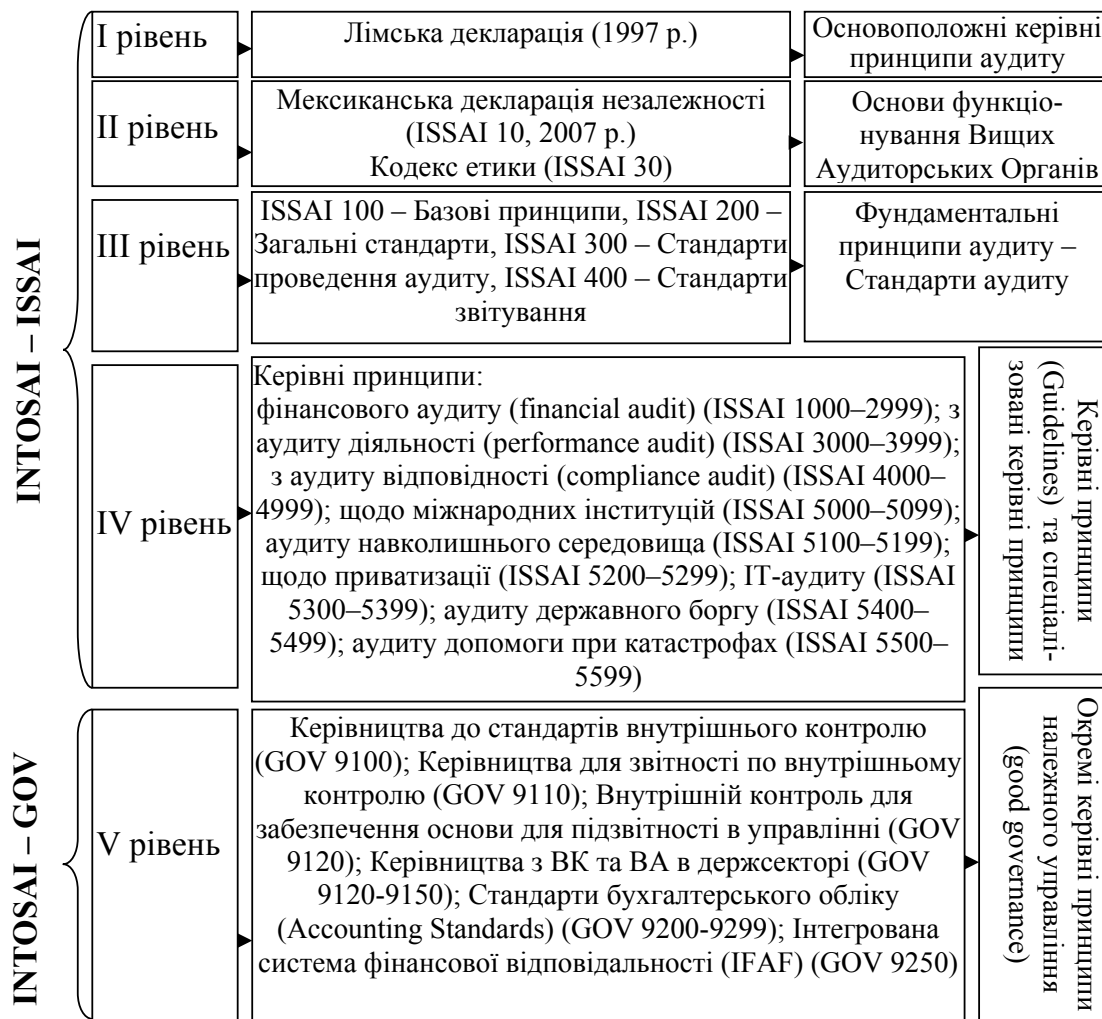 INTOSAI – ISSAI
I рівень
Лімська декларація (1997 р.)
Основоположні керівні
принципи аудиту
II рівень
Мексиканська декларація незалежності
(ISSAI 10, 2007 р.)
Кодекс етики (ISSAI 30)
Основи функціо-
нування Вищих
Аудиторських Органів
III рівень
ISSAI 100 – Базові принципи, ISSAI 200 –
Загальні стандарти, ISSAI 300 – Стандарти
проведення аудиту, ISSAI 400 – Стандарти
звітування
Фундаментальні
принципи аудиту –
Стандарти аудиту
IV рівень
Керівні принципи:
фінансового аудиту (financial audit) (ISSAI 1000–2999); з
аудиту діяльності (performance audit) (ISSAI 3000–3999);
з аудиту відповідності (compliance audit) (ISSAI 4000–
4999); щодо міжнародних інституцій (ISSAI 5000–5099);
аудиту навколишнього середовища (ISSAI 5100–5199);
щодо приватизації (ISSAI 5200–5299); ІТ-аудиту (ISSAI
5300–5399); аудиту державного боргу (ISSAI 5400–
5499); аудиту допомоги при катастрофах (ISSAI 5500–
5599)
Керівні принципи
(Guidelines) та спеціалі-
зовані керівні принципи
INTOSAI – GOV
V рівень
Керівництва до стандартів внутрішнього контролю
(GOV 9100); Керівництва для звітності по внутрішньому
контролю (GOV 9110); Внутрішній контроль для
забезпечення основи для підзвітності в управлінні (GOV
9120); Керівництва з ВК та ВА в держсекторі (GOV
9120-9150); Стандарти бухгалтерського обліку
(Accounting Standards) (GOV 9200-9299); Інтегрована
система фінансової відповідальності (IFAF) (GOV 9250)
Окремі керівні принципи
належного управління
(good governance)